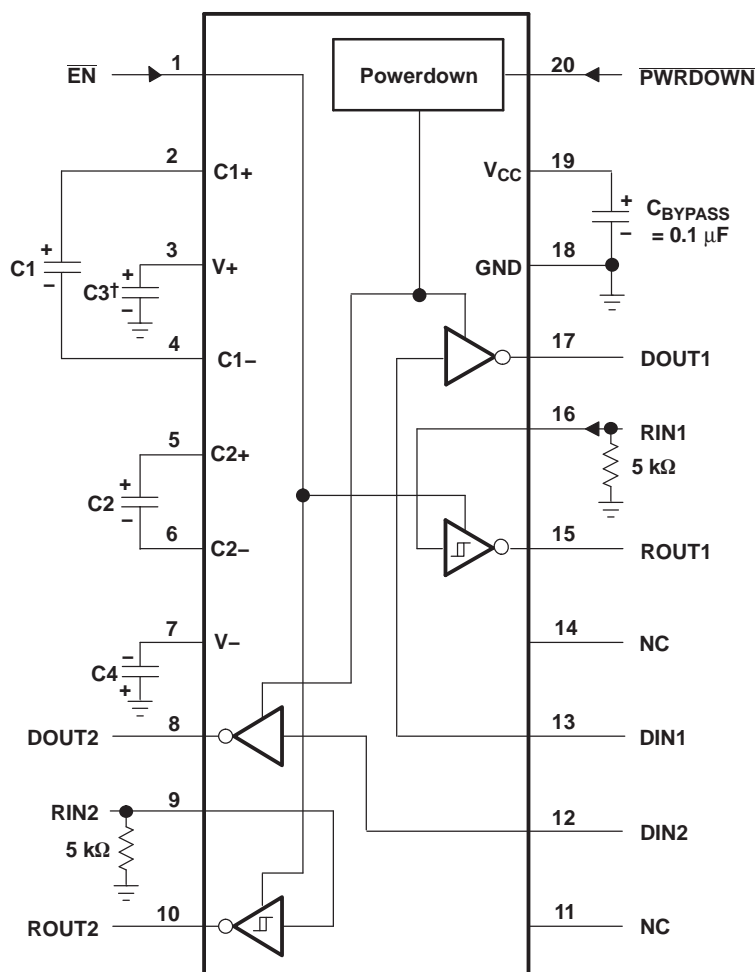 EN 1 Powerdown 20 PWRDOWN
2 C1+ VCC 19
+ CBYPASS
– = 0.1 µF
C1 + –
3 V+ GND 18
C3† + –
4 C1– 17 DOUT1
16 RIN1
5 C2+ 5 kΩ
C2 + –
6 C2– 15 ROUT1
7 V– 14 NC
C4 – +
DOUT2 8 13 DIN1
RIN2 9 12 DIN2
5 kΩ
ROUT2 10 11 NC